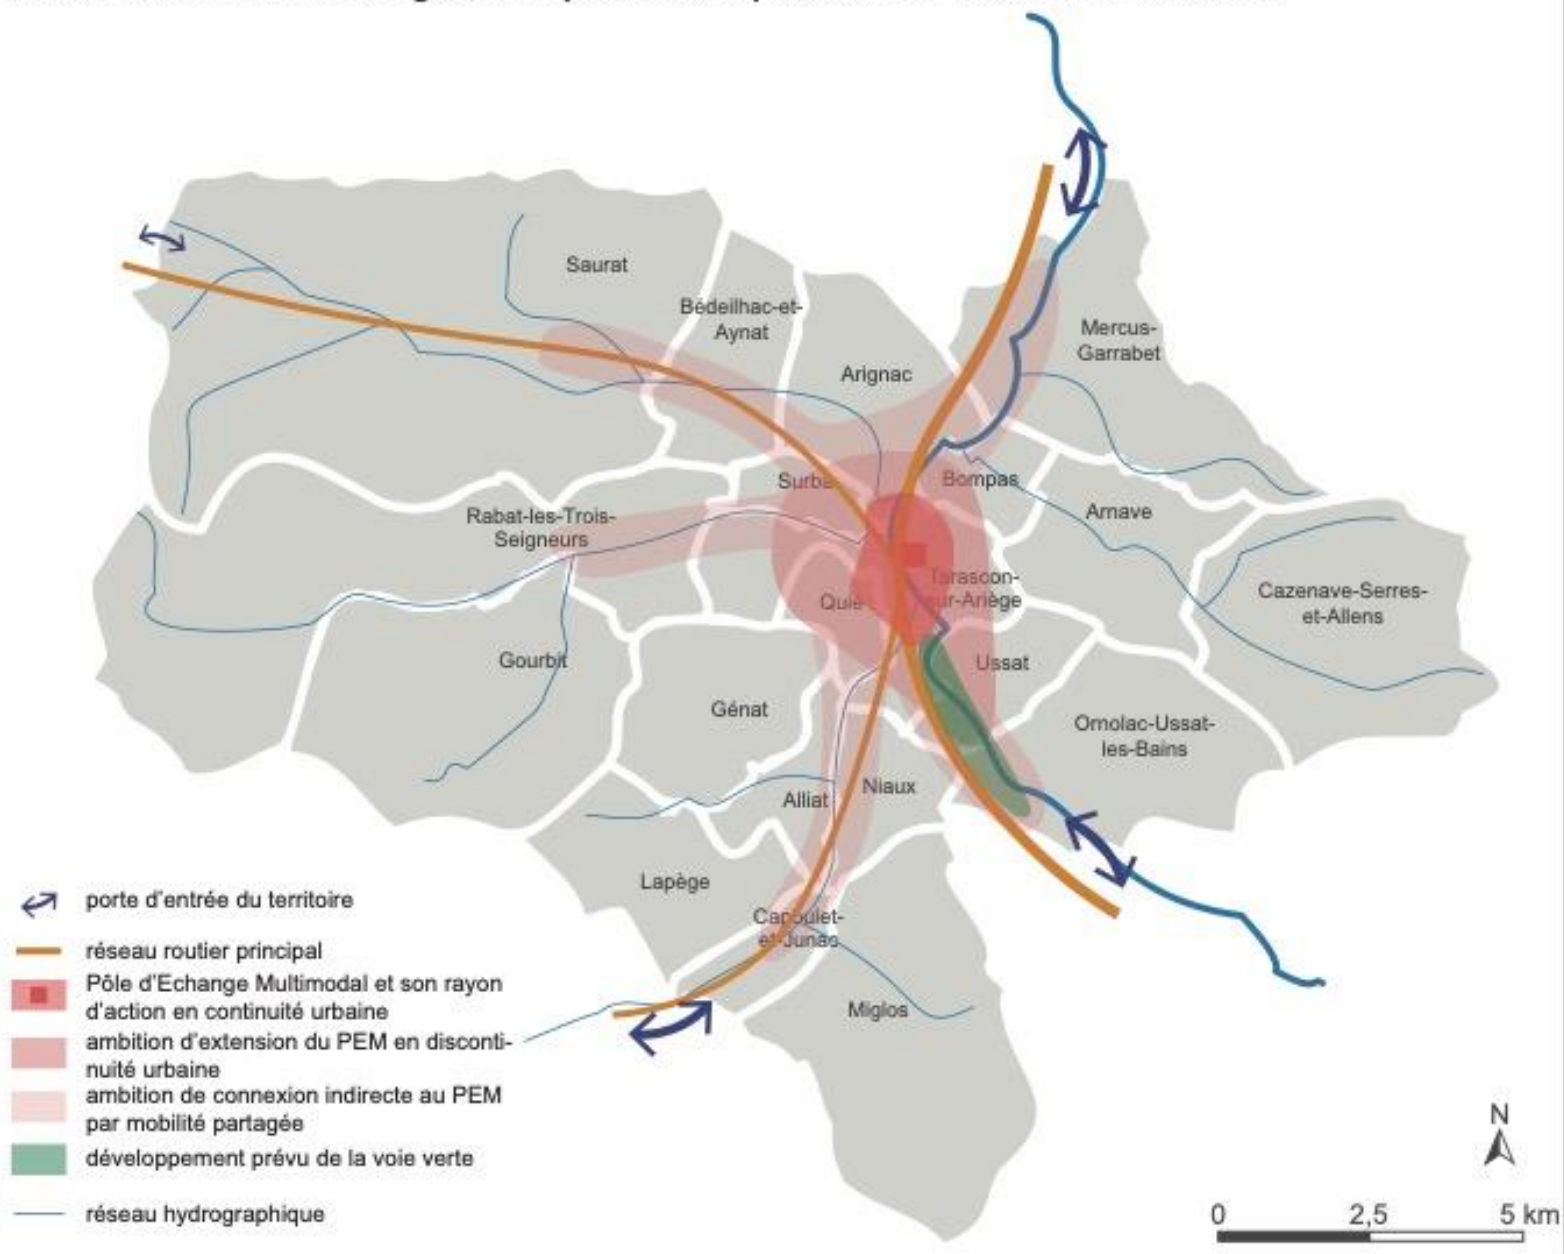 Saurat
Bédeilhac-et-
Aynat
Mercus-
Garrabet
Arignac
Surba
Bompas
Arnave
Rabat-les-Trois-
Seigneurs
Tarascon-
sur-Ariège
Cazenave-Serres-
et-Allens
Quié
Gourbit
Ussat
Génat
Ornolac-Ussat-
les-Bains
Alliat
Niaux
Lapège
Capoulet-
et-Junac
Miglos
porte d'entrée du territoire
réseau routier principal
Pôle d'Echange Multimodal et son rayon
d'action en continuité urbaine
ambition d'extension du PEM en disconti-
nuité urbaine
ambition de connexion indirecte au PEM
par mobilité partagée
développement prévu de la voie verte
réseau hydrographique
N
0 2,5 5 km